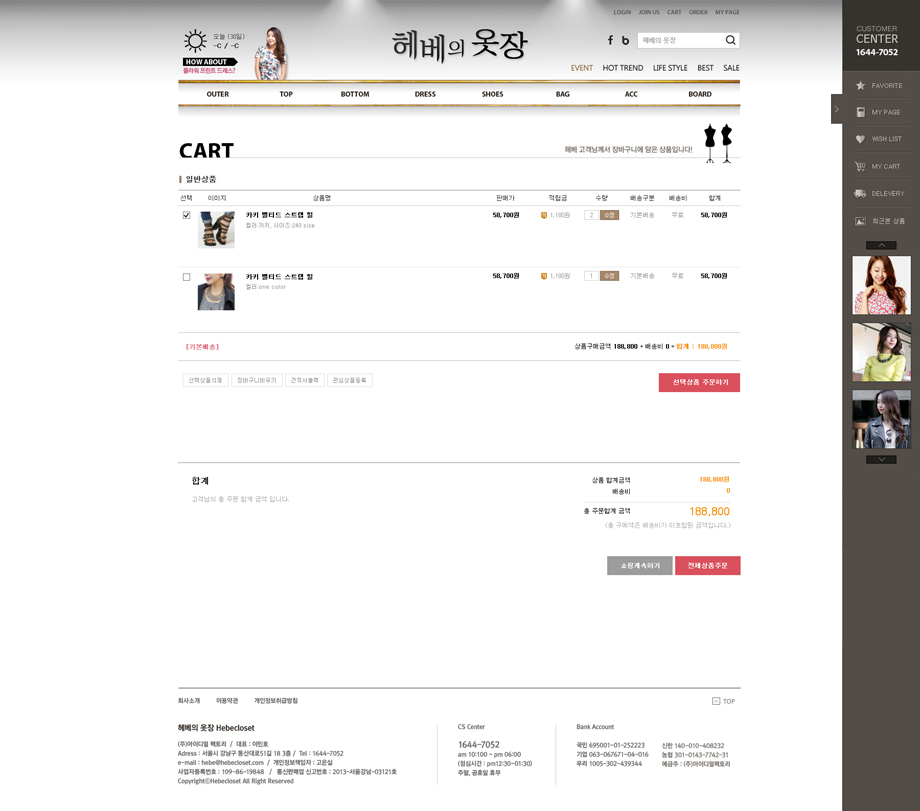 LOGIN JOIN US CART ORDER MY PAGE
오늘 (30일)
-C / -C
HOW ABOUT
플라워 프린트 드레스?
헤베의 옷장
헤베의 옷장
EVENT HOT TREND LIFE STYLE BEST SALE
OUTER TOP BOTTOM DRESS SHOES BAG ACC BOARD
CART
헤베 고객님께서 장바구니에 담은 상품입니다!
일반상품
선택 이미지 상품명 판매가 적립금 수량 배송구분 배송비 합계
카키 벨티드 스트랩 힐 58,700원 1,180원 2 수정 기본배송 무료 58,700원
컬러:카키, 사이즈:240 size
카키 벨티드 스트랩 힐 58,700원 1,180원 1 수정 기본배송 무료 58,700원
컬러:one color
[기본배송] 상품구매금액 188,800 + 배송비 0 = 합계 : 188,800원
선택상품삭제 장바구니비우기 견적서출력 관심상품등록 선택상품 주문하기
합계
고객님의 총 주문 합계 금액 입니다.
상품 합계금액 188,800원
배송비 0
총 주문합계 금액 188,800
(총 구매액은 배송비가 미포함된 금액입니다.)
쇼핑계속하기 전체상품주문
CUSTOMER
CENTER
1644-7052
FAVORITE
MY PAGE
WISH LIST
MY CART
DELEVERY
최근본 상품
회사소개 이용약관 개인정보취급방침 TOP
헤베의 옷장 Hebecloset
(주)아이디얼 팩토리 / 대표 : 이민호
Adress : 서울시 강남구 통산대로51길 18 3층 / Tel : 1644-7052
e-mail : hebe@hebecloset.com / 개인정보책임자 : 고은실
사업자등록번호 : 109-86-19848 / 통신판매업 신고번호 : 2013-서울강남-03121호
CopyrightⓒHebecloset All Right Reserved
CS Center
1644-7052
am 10:00 ~ pm 06:00
(점심시간 : pm12:30~01:30)
주말, 공휴일 휴무
Bank Account
국민 695001-01-252223 신한 140-010-408232
기업 063-067671-04-016 농협 301-0143-7742-31
우리 1005-302-439344 예금주 : (주)아이디얼팩토리